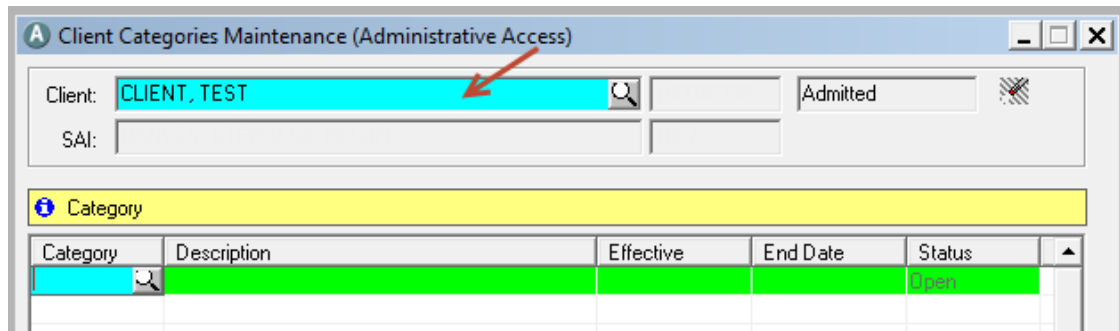 Client Categories Maintenance (Administrative Access)
Client: CLIENT, TEST Admitted
SAI:
Category
Category Description Effective End Date Status
Open